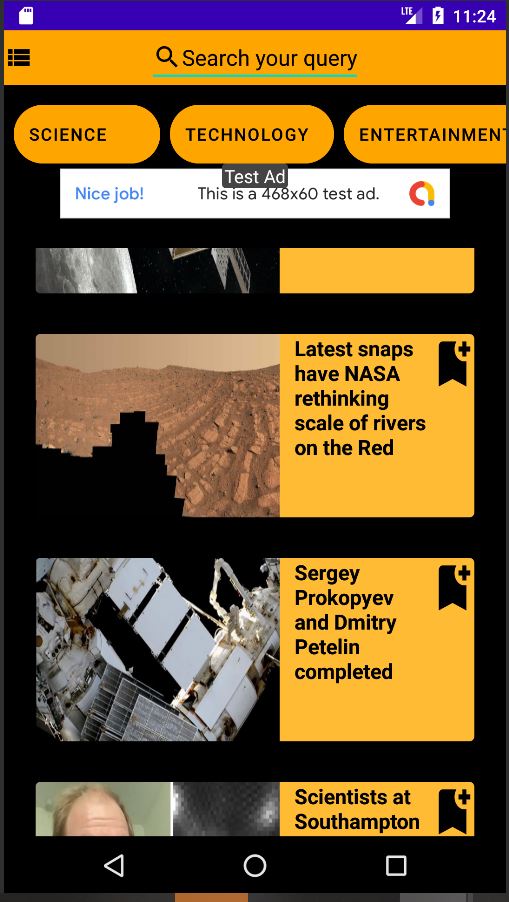 LTE 11:24
Search your query
SCIENCE TECHNOLOGY ENTERTAINMENT
Test Ad
Nice job! This is a 468x60 test ad.
Latest snaps
have NASA
rethinking
scale of rivers
on the Red
Sergey
Prokopyev
and Dmitry
Petelin
completed
Scientists at
Southampton